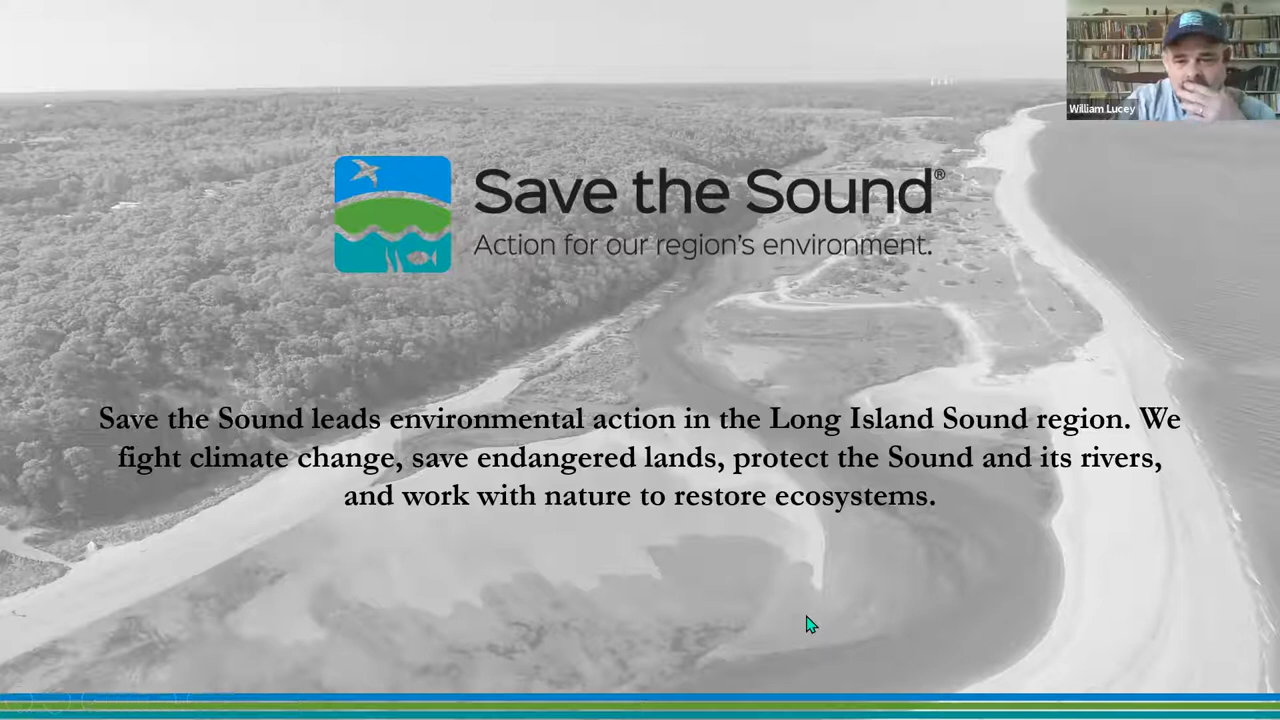 William Lucey
Save the Sound®
Action for our region's environment.
Save the Sound leads environmental action in the Long Island Sound region. We
fight climate change, save endangered lands, protect the Sound and its rivers,
and work with nature to restore ecosystems.